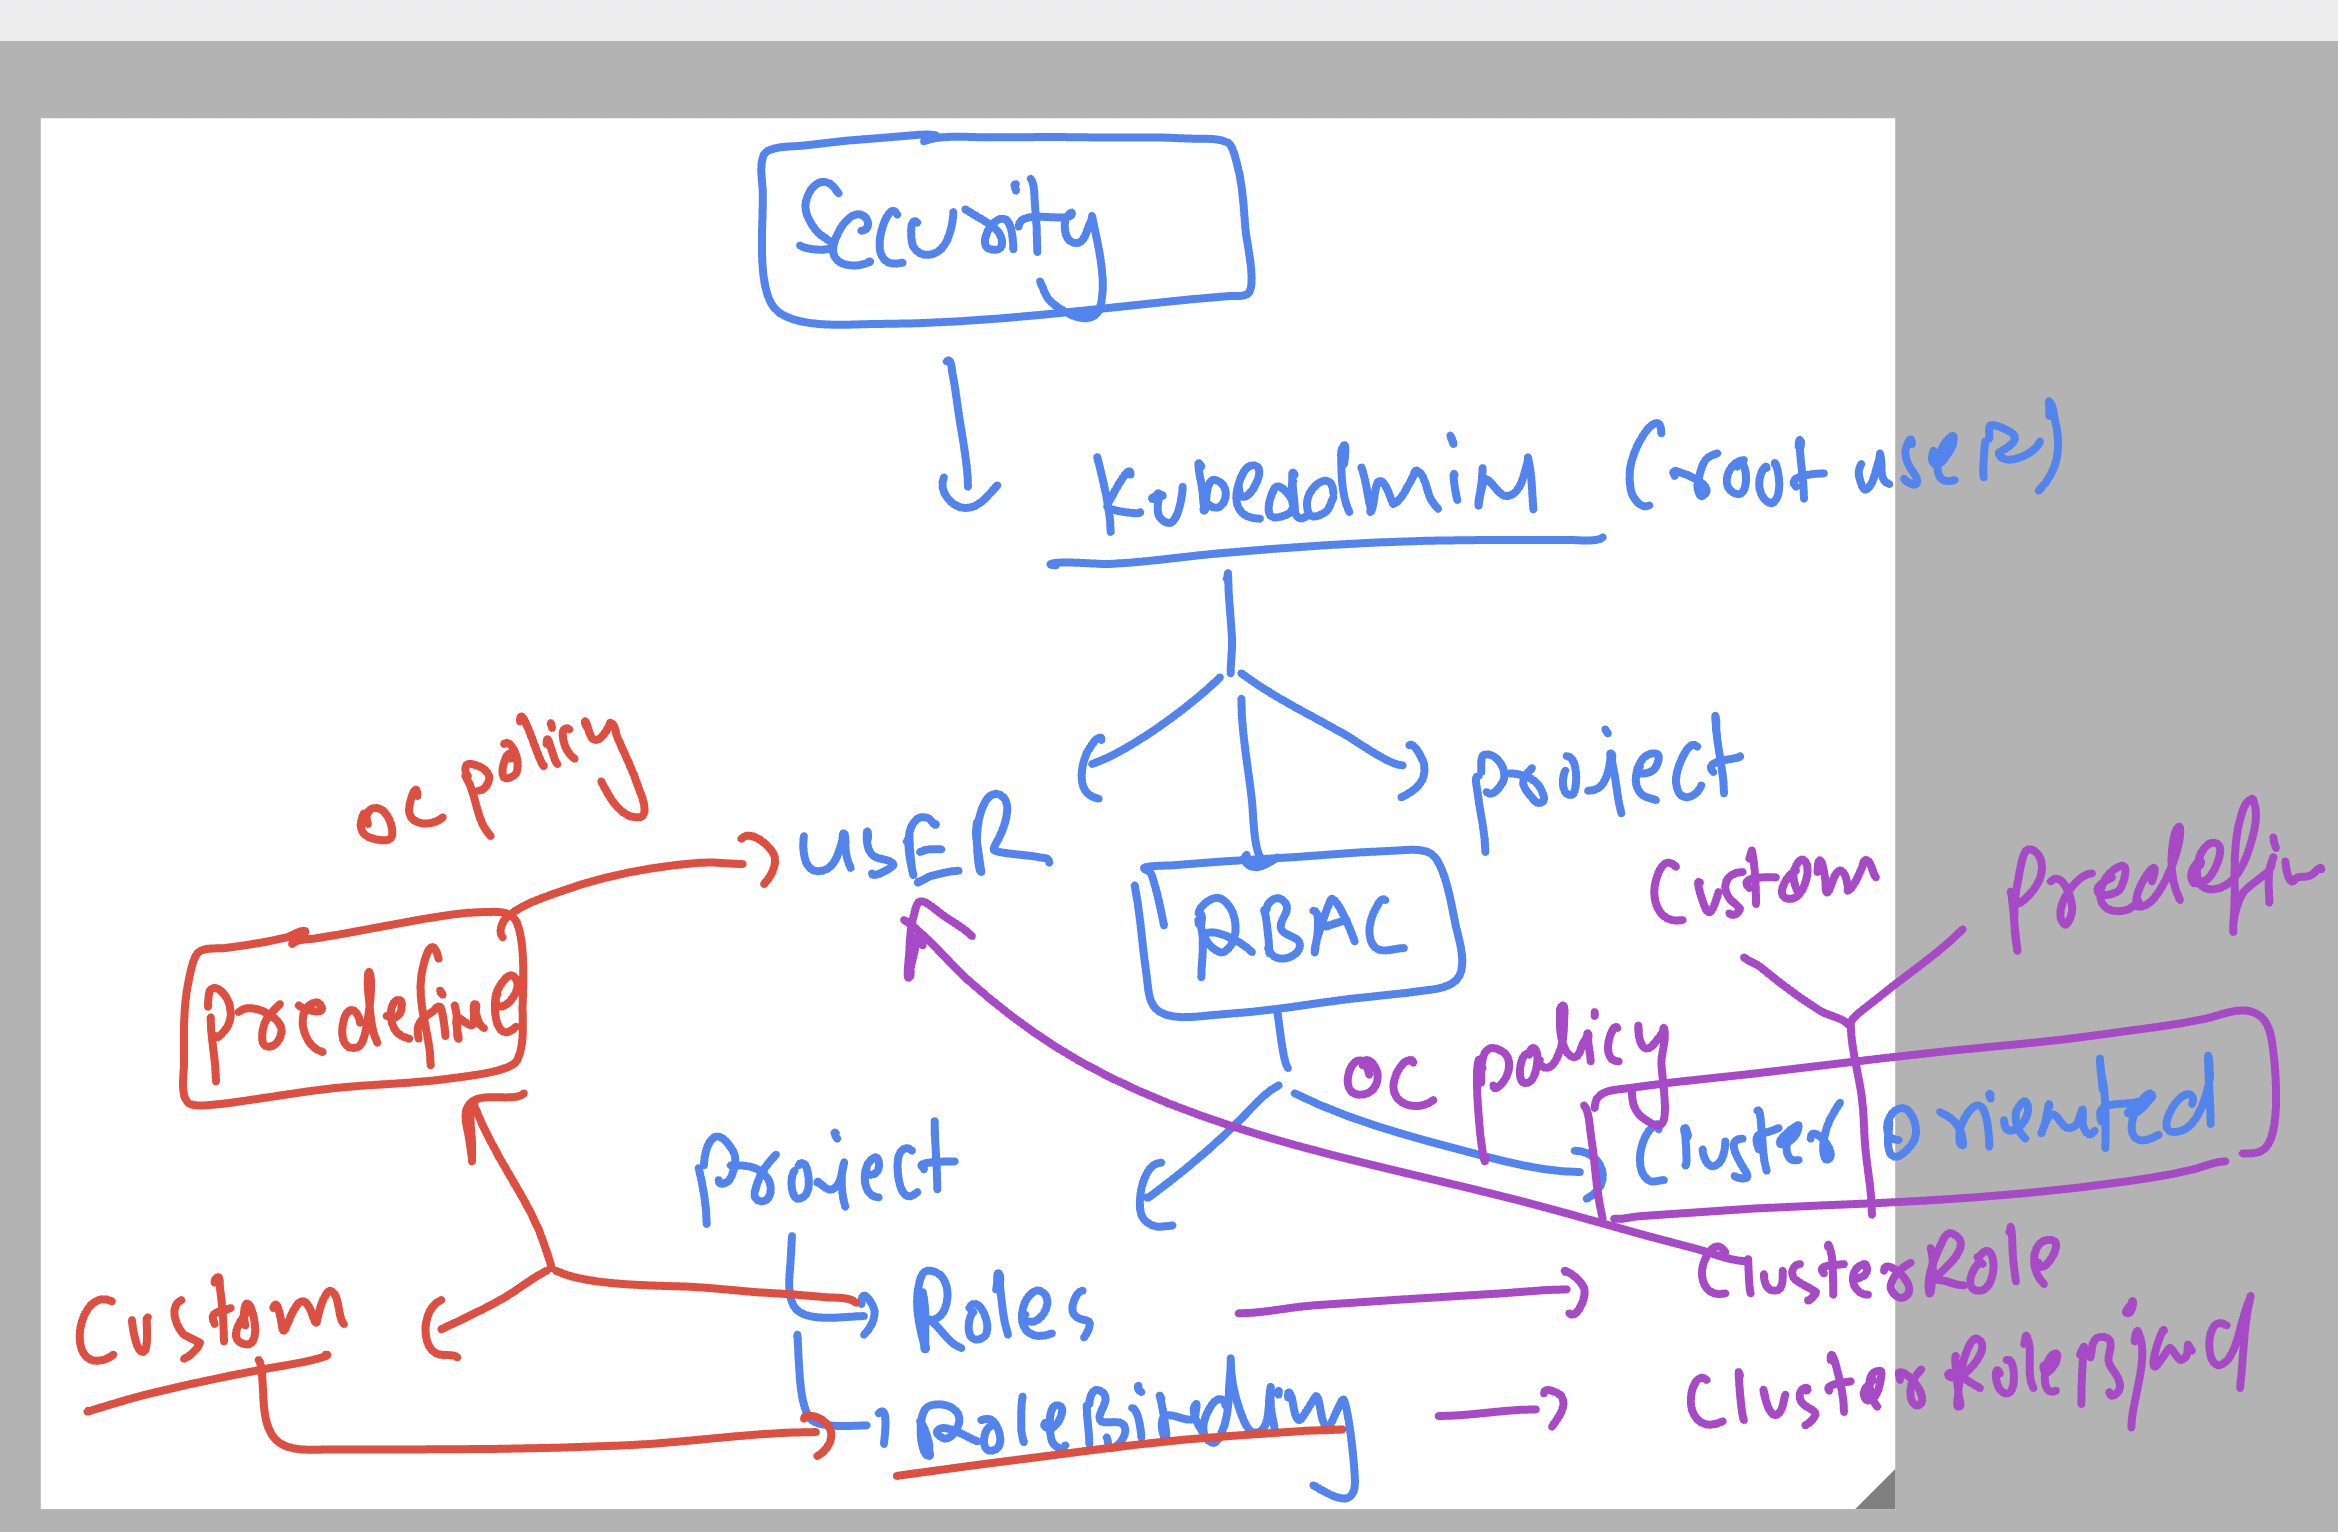 Security
Kubeadmin (root useR)
oc policy
project
usER
Custom
predefin
RBAC
predefine
oc policy
Cluster oriented
project
Custom
Roles
ClusterRole
RoleBinding
ClusterRoleBjind